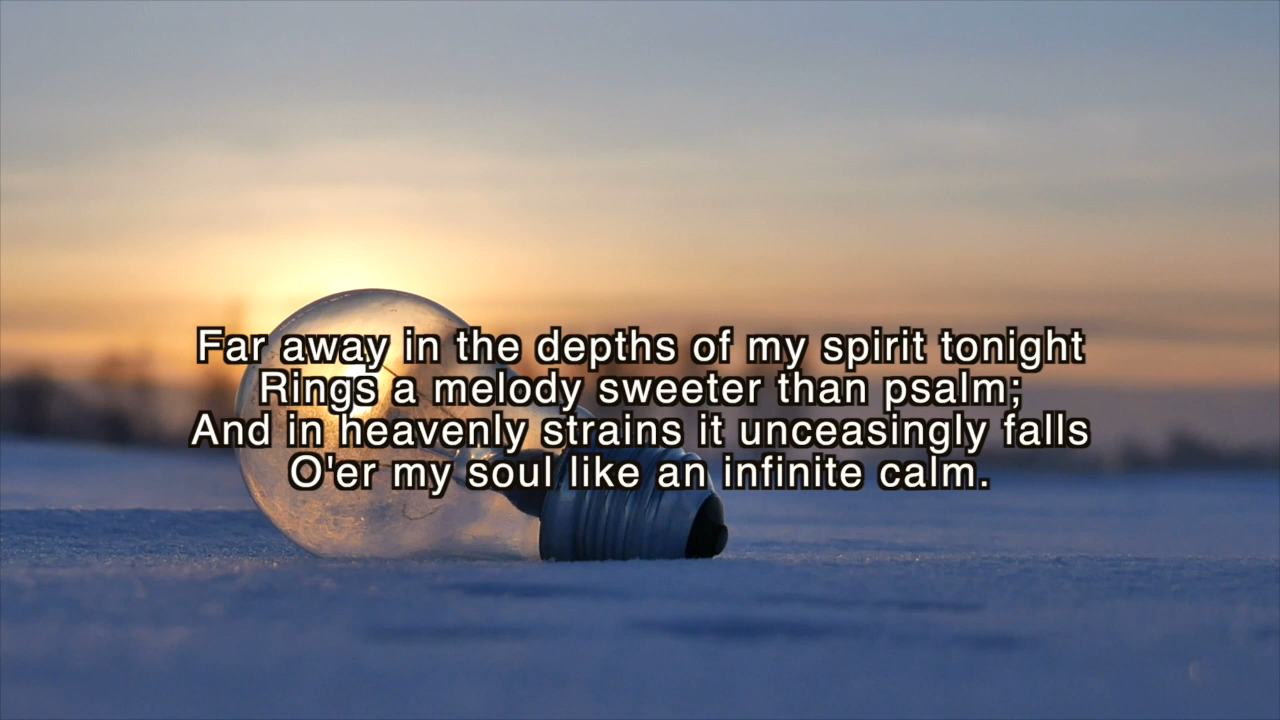 Far away in the depths of my spirit tonight
Rings a melody sweeter than psalm;
And in heavenly strains it unceasingly falls
O'er my soul like an infinite calm.